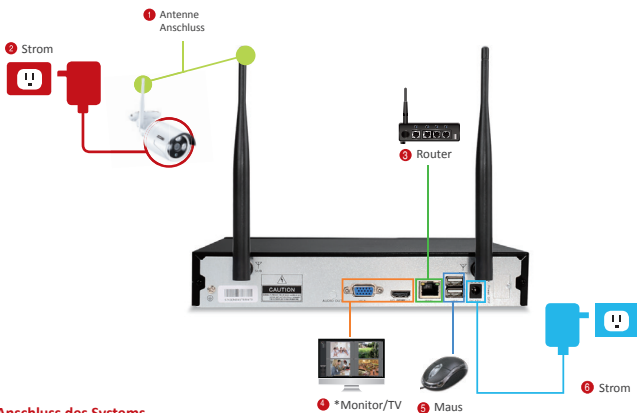 1 Antenne
Anschluss
2 Strom
3 Router
CAUTION
4 *Monitor/TV
5 Maus
6 Strom
Anschluss des Systems